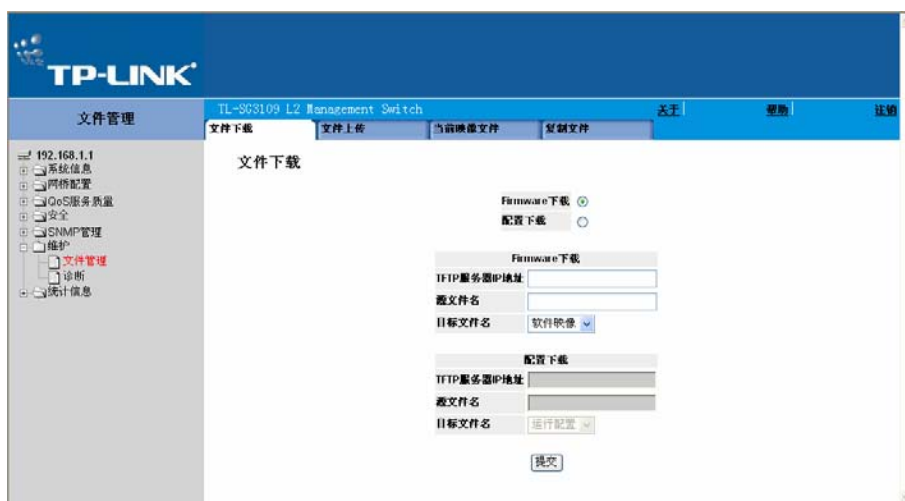 TP-LINK
文件管理
TL-SG3109 L2 Management Switch
关于
帮助
注销
文件下载
文件上传
当前映像文件
复制文件
192.168.1.1
系统信息
网桥配置
QoS服务质量
安全
SNMP管理
维护
文件管理
诊断
统计信息
文件下载
Firmware下载
配置下载
Firmware下载
TFTP服务器IP地址
源文件名
目标文件名 软件映像
配置下载
TFTP服务器IP地址
源文件名
目标文件名 运行配置
提交